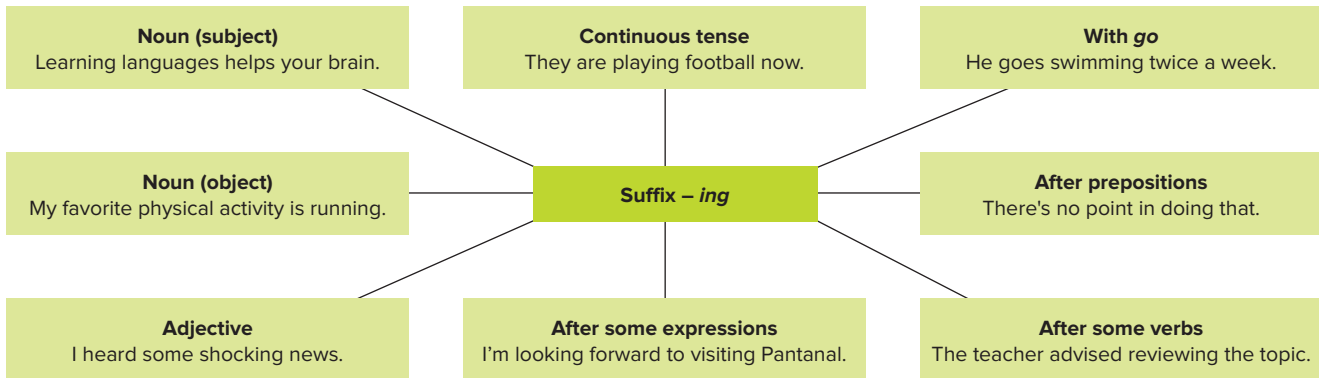 Noun (subject)
Learning languages helps your brain.
Continuous tense
They are playing football now.
With go
He goes swimming twice a week.
Noun (object)
My favorite physical activity is running.
Suffix – ing
After prepositions
There's no point in doing that.
Adjective
I heard some shocking news.
After some expressions
I’m looking forward to visiting Pantanal.
After some verbs
The teacher advised reviewing the topic.